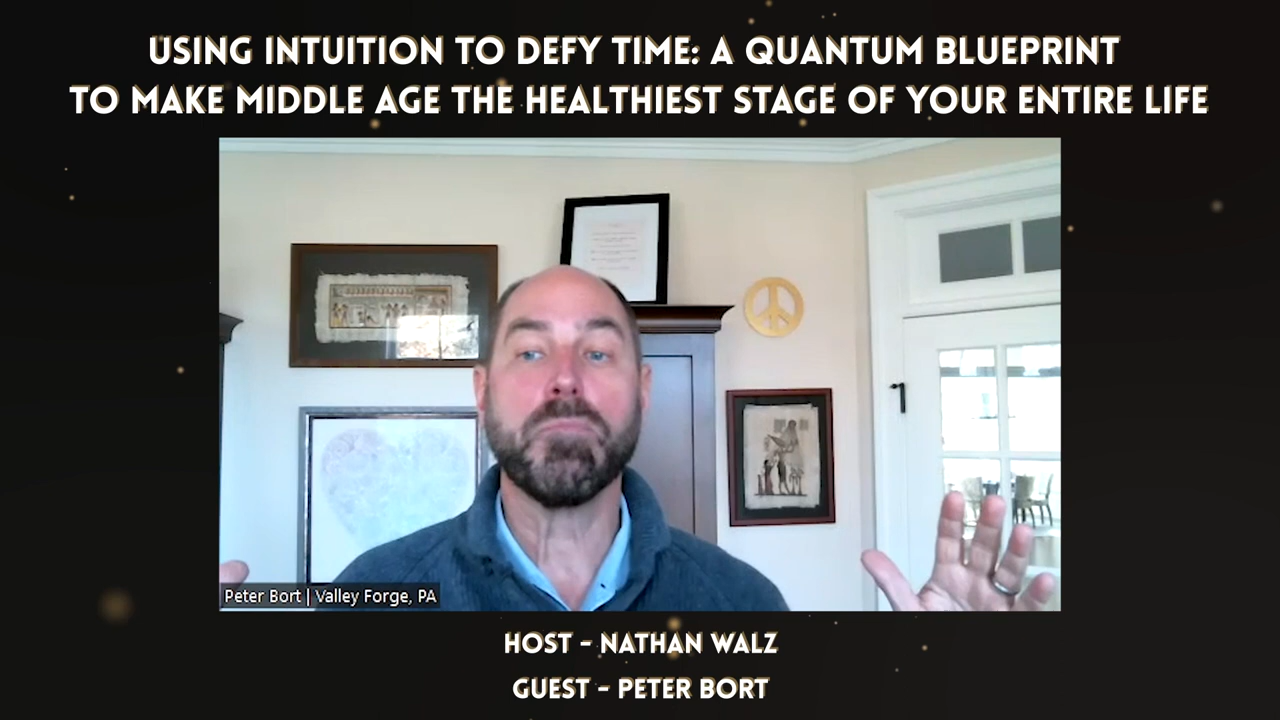 USING INTUITION TO DEFY TIME: A QUANTUM BLUEPRINT
TO MAKE MIDDLE AGE THE HEALTHIEST STAGE OF YOUR ENTIRE LIFE
Peter Bort | Valley Forge, PA
HOST - NATHAN WALZ
GUEST - PETER BORT